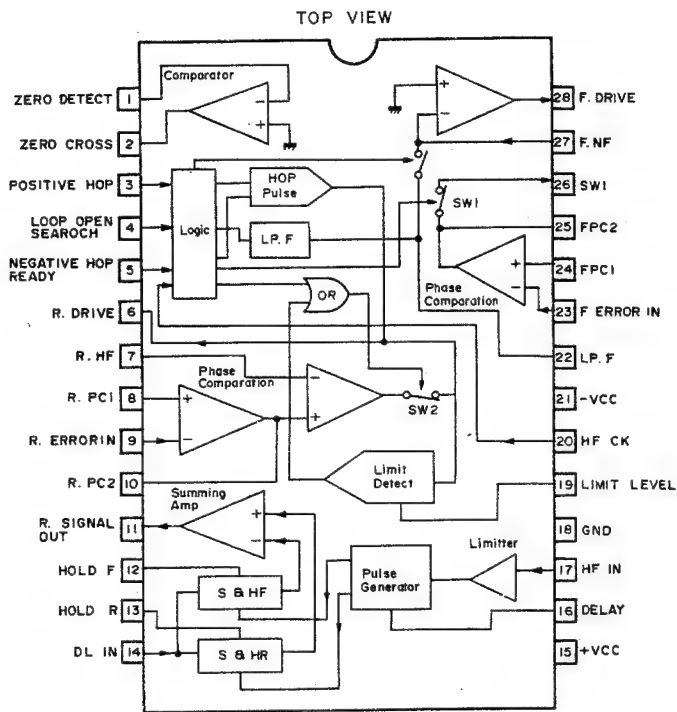 TOP VIEW
ZERO DETECT 1
ZERO CROSS 2
POSITIVE HOP 3
LOOP OPEN
SEAROCH 4
NEGATIVE HOP
READY 5
R. DRIVE 6
R. HF 7
R. PC1 8
R. ERROR IN 9
R. PC2 10
R. SIGNAL
OUT 11
HOLD F 12
HOLD R 13
DL IN 14
Comparator
-
+
Logic
HOP
Pulse
LP. F
OR
Phase
Comparation
+
-
-
+
SW2
Limit
Detect
Summing
Amp
+
-
S & HF
S & HR
Pulse
Generator
Limitter
+
-
SW1
Phase
Comparation
+
-
28 F. DRIVE
27 F. NF
26 SW1
25 FPC2
24 FPC1
23 F ERROR IN
22 LP. F
21 -VCC
20 HF CK
19 LIMIT LEVEL
18 GND
17 HF IN
16 DELAY
15 +VCC